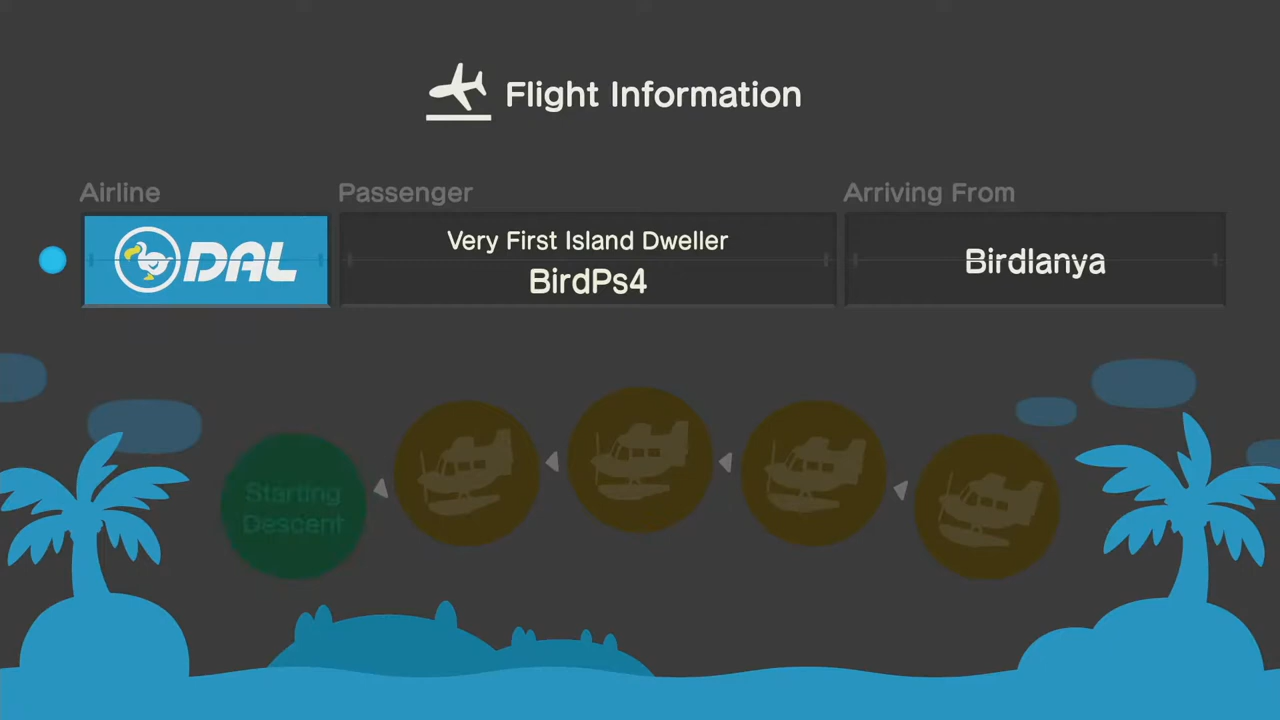 Flight Information
Airline
Passenger
Arriving From
DAL
Very First Island Dweller
BirdPs4
Birdlanya
Starting
Descent